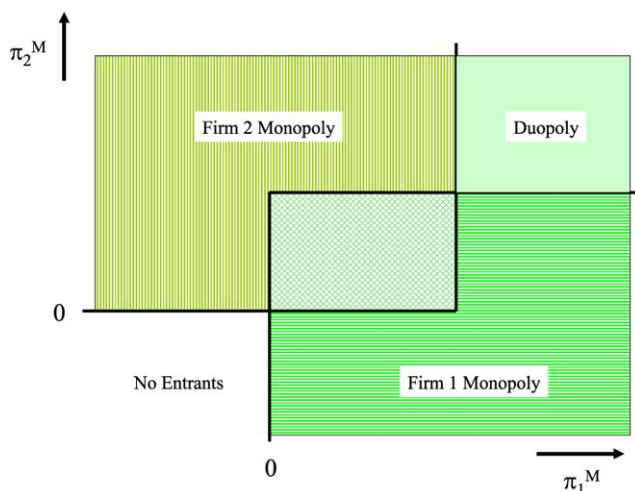 π₂ᴹ
Firm 2 Monopoly
Duopoly
0
No Entrants
Firm 1 Monopoly
0
π₁ᴹ